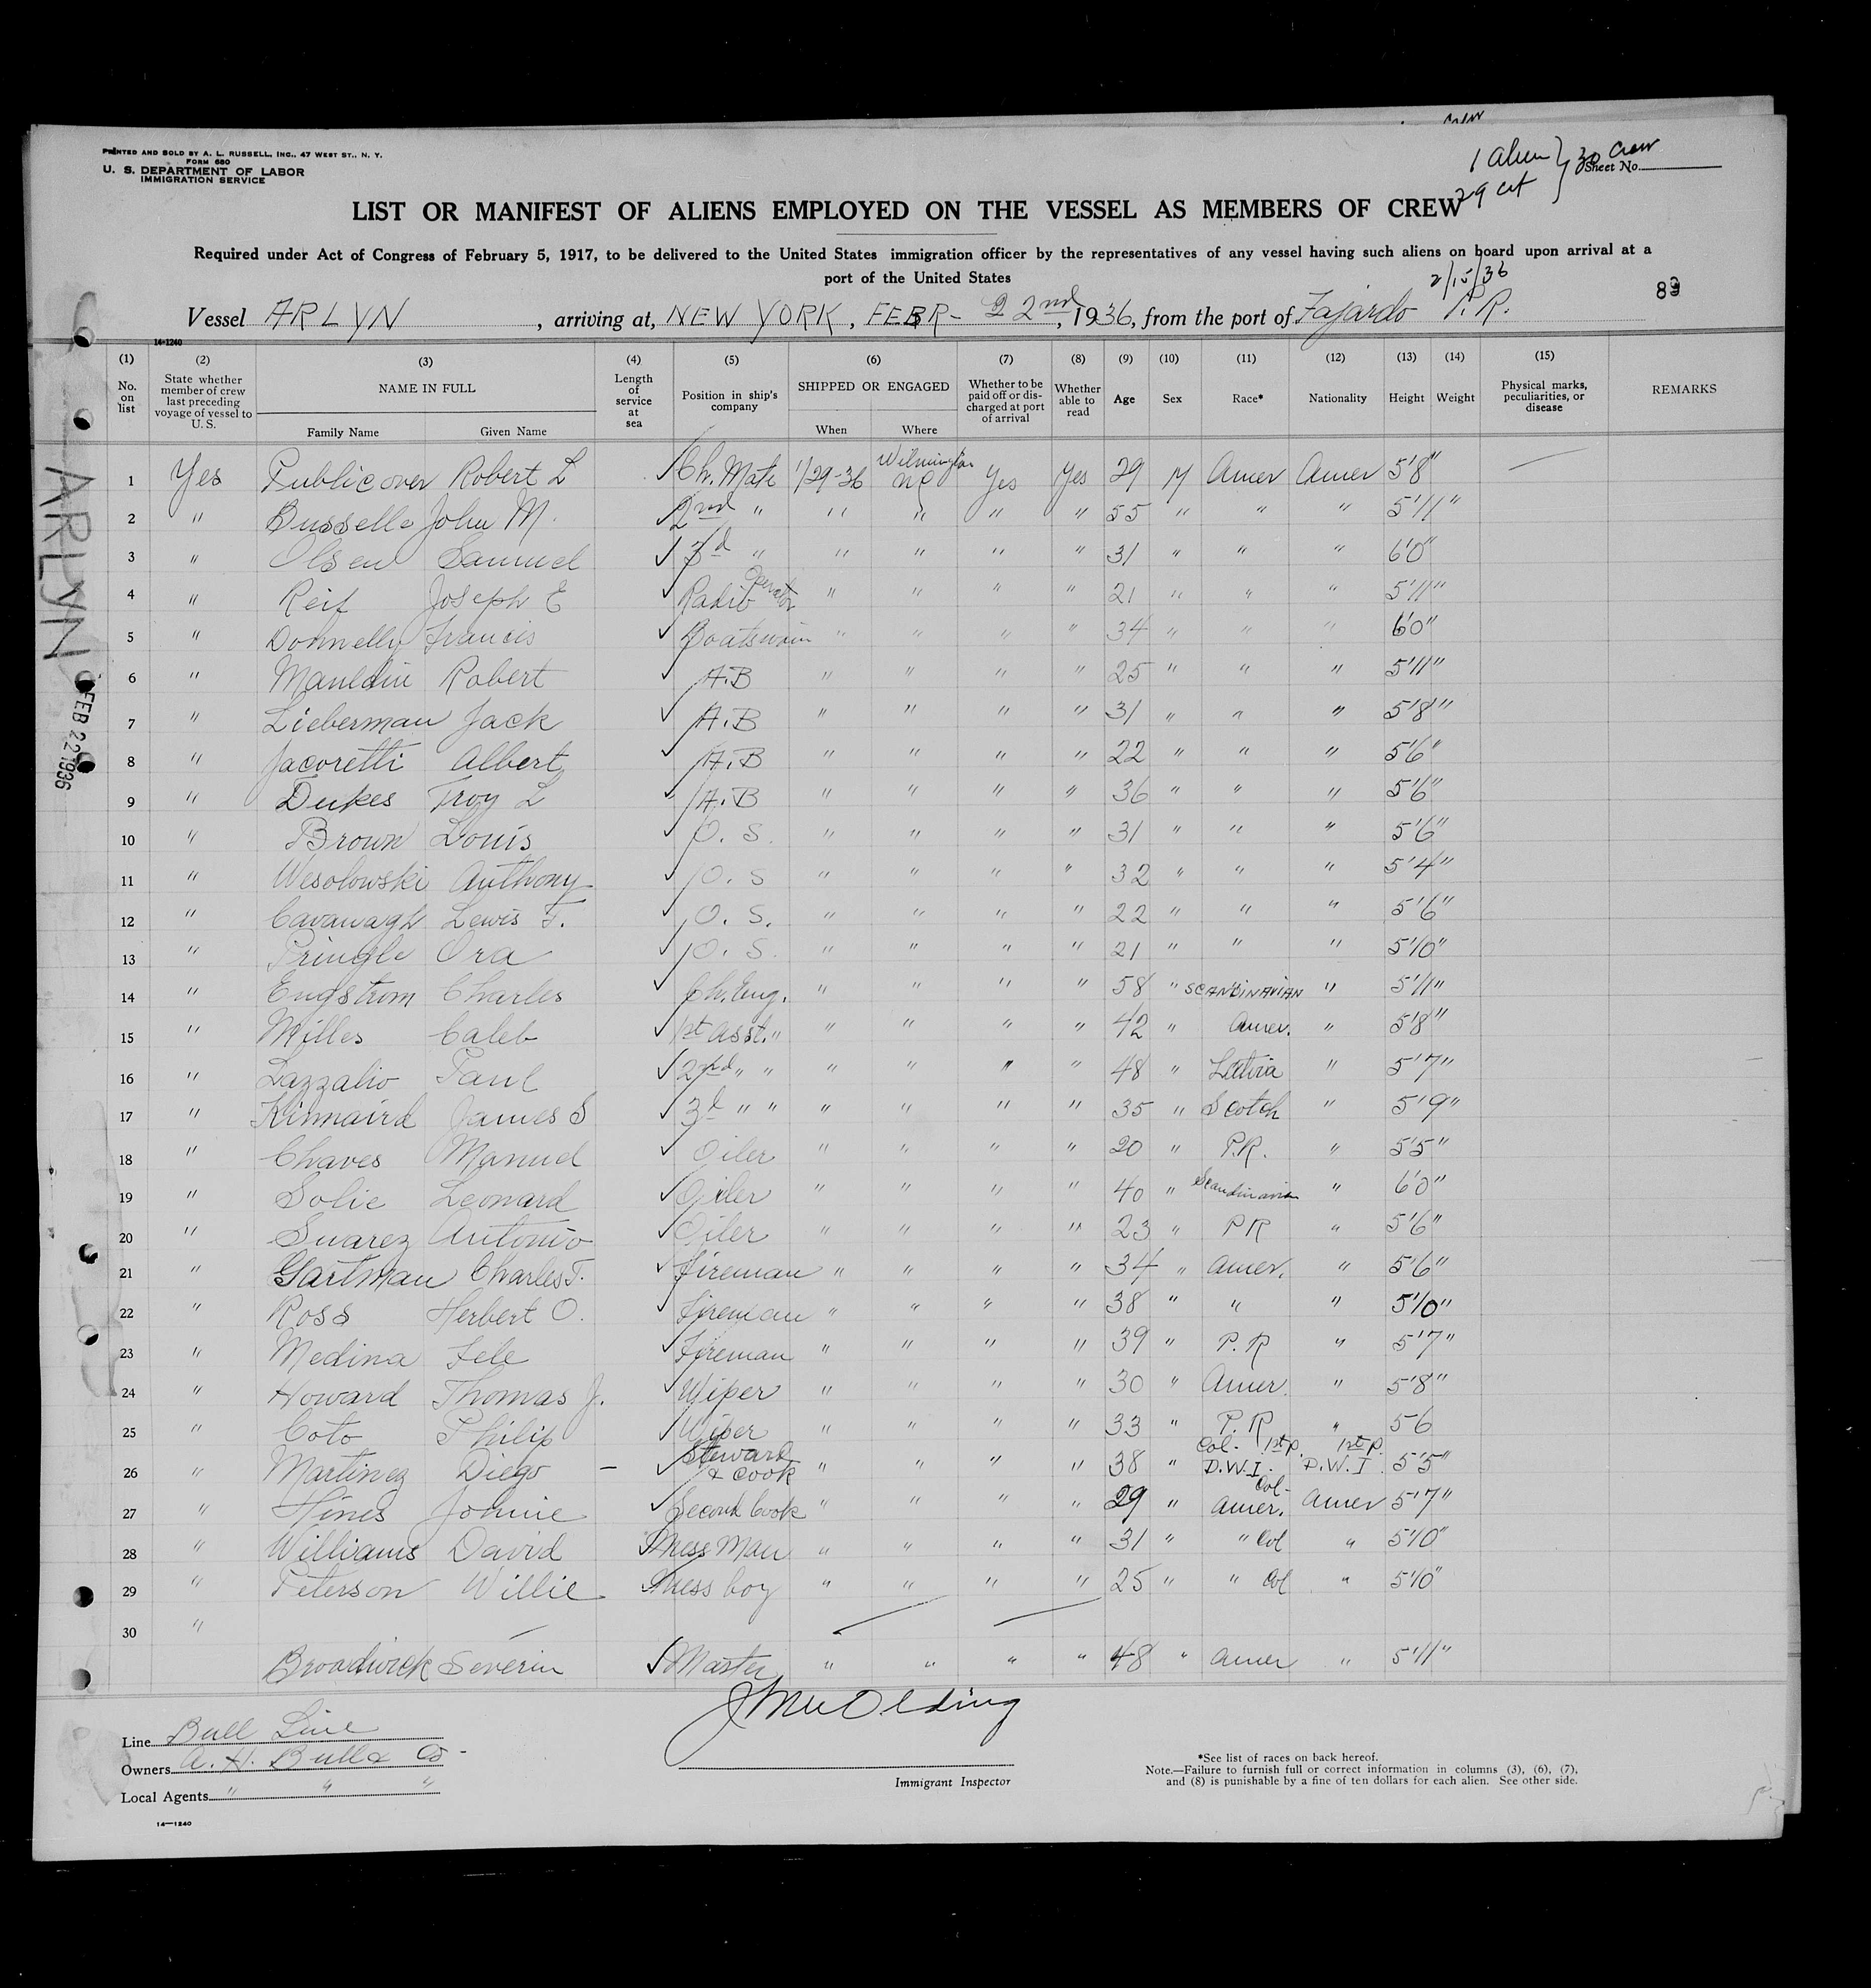 PRINTED AND SOLD BY A. L. RUSSELL, INC., 47 WEST ST., N. Y.
FORM 680
U. S. DEPARTMENT OF LABOR
IMMIGRATION SERVICE
1 Alien } 30 Crew
29 cit
Sheet No.
LIST OR MANIFEST OF ALIENS EMPLOYED ON THE VESSEL AS MEMBERS OF CREW
Required under Act of Congress of February 5, 1917, to be delivered to the United States immigration officer by the representatives of any vessel having such aliens on board upon arrival at a
port of the United States
2/15/36
Vessel ARLYN, arriving at, NEW YORK, FEBR- 22nd, 1936, from the port of Fajardo P.R.
14-1240
(1) (2) (3) (4) (5) (6) (7) (8) (9) (10) (11) (12) (13) (14) (15)
No. on list
State whether member of crew last preceding voyage of vessel to U. S.
NAME IN FULL
Family Name Given Name
Length of service at sea
Position in ship's company
SHIPPED OR ENGAGED
When Where
Whether to be paid off or discharged at port of arrival
Whether able to read
Age
Sex
Race*
Nationality
Height
Weight
Physical marks, peculiarities, or disease
REMARKS
1 Yes Publicover Robert L ✓ Ch. Mate 1/29-36 Wilmington NC Yes Yes 29 M Amer Amer 5'8" —
2 " Busselle John M. ✓ 2nd " " " " " 55 " " " 5'11"
3 " Olsen Samuel ✓ 3d " " " " " 31 " " " 6'0"
4 " Reif Joseph E ✓ Radio Operator " " " " 21 " " " 5'11"
5 " Donnelly Francis ✓ Boatswain " " " " 34 " " " 6'0"
6 " Mauldin Robert ✓ A.B " " " " 25 " " " 5'11"
7 " Lieberman Jack ✓ A.B " " " " 31 " " " 5'8"
8 " Jacoretti Albert ✓ A.B " " " " 22 " " " 5'6"
9 " Dukes Troy L ✓ A.B " " " " 36 " " " 5'6"
10 " Brown Louis ✓ O. S. " " " " 31 " " " 5'6"
11 " Wesolowski Anthony ✓ O. S " " " " 32 " " " 5'4"
12 " Cavanagh Lewis F. ✓ O. S. " " " " 22 " " " 5'6"
13 " Pringle Ora ✓ O. S. " " " " 21 " " " 5'10"
14 " Engstrom Charles ✓ Ch. Eng. " " " " 58 " SCANDINAVIAN " 5'11"
15 " Milles Caleb ✓ 1st asst. " " " " " 42 " Amer. " 5'8"
16 " Lazzalio Paul ✓ 2nd " " " " " " 48 " Latvia " 5'7"
17 " Kinnaird James S ✓ 3d " " " " " " 35 " Scotch " 5'9"
18 " Chaves Manuel ✓ Oiler " " " " 20 " P.R. " 5'5"
19 " Solie Leonard ✓ Oiler " " " " 40 " Scandinavian " 6'0"
20 " Suarez Antonio ✓ Oiler " " " " 23 " P R " 5'6"
21 " Gartman Charles T. ✓ Fireman " " " " 34 " Amer. " 5'6"
22 " Ross Herbert O. ✓ Fireman " " " " 38 " " " 5'10"
23 " Medina Fele ✓ Fireman " " " " 39 " P. R " 5'7"
24 " Howard Thomas J. ✓ Wiper " " " " 30 " Amer. " 5'8"
25 " Coto Philip ✓ Wiper " " " " 33 " P. R " 5 6
26 " Martinez Diego — ✓ Steward & Cook " " " " 38 " Col. 1st P. D.W.I. 1st P. D.W.I. 5'5"
27 " Hines Johnie ✓ Second Cook " " " " 29 " Col- Amer. Amer 5'7"
28 " Williams David ✓ Mess Man " " " " 31 " " Col " 5'10"
29 " Peterson Willie ✓ Mess boy " " " " 25 " " Col " 5'10"
30 "
Broadwick Severin ✓ Master " " " " 48 " Amer " 5'11"
Line Bull Line
Owners A. H. Bull & Co -
Local Agents " " "
Immigrant Inspector
*See list of races on back hereof.
Note.—Failure to furnish full or correct information in columns (3), (6), (7),
and (8) is punishable by a fine of ten dollars for each alien. See other side.
14—1240
ARLYN
FEB 22 1936